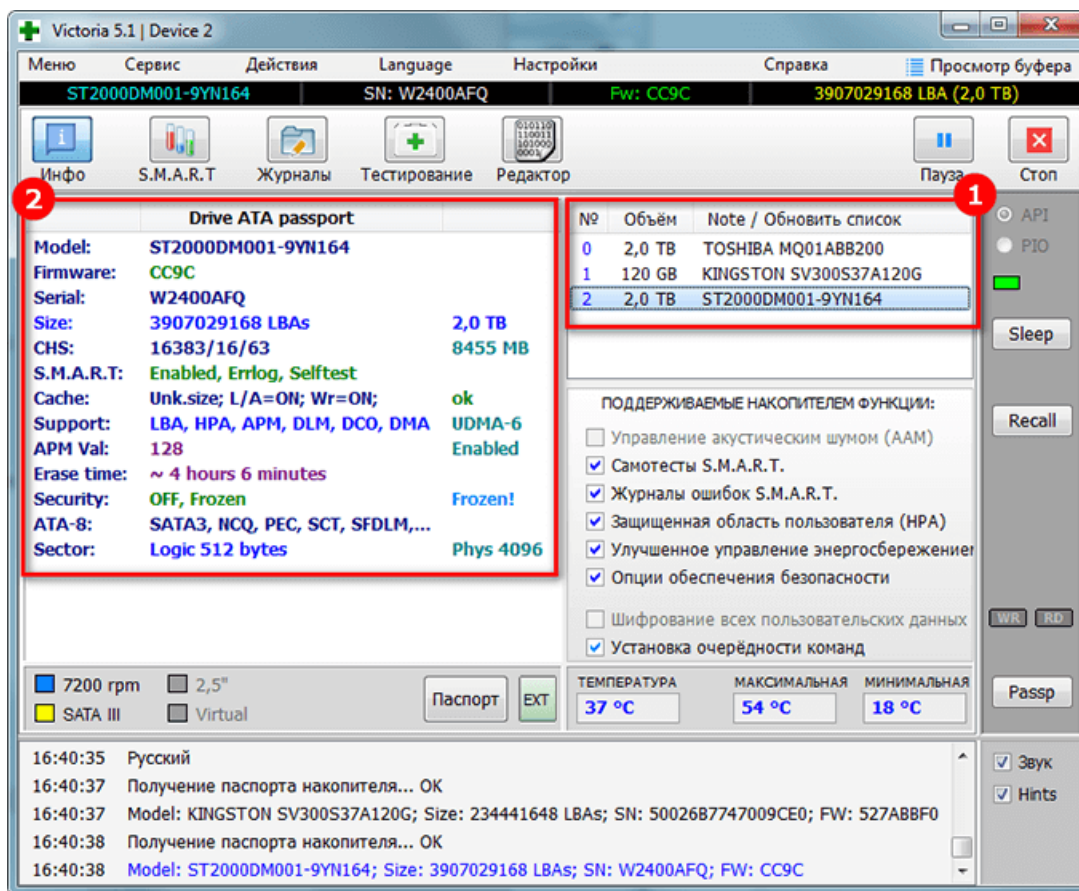 Victoria 5.1 | Device 2
Меню Сервис Действия Language Настройки Справка Просмотр буфера
ST2000DM001-9YN164 SN: W2400AFQ Fw: CC9C 3907029168 LBA (2,0 TB)
Инфо S.M.A.R.T Журналы Тестирование Редактор Пауза Стоп
2
1
Drive ATA passport
Model: ST2000DM001-9YN164
Firmware: CC9C
Serial: W2400AFQ
Size: 3907029168 LBAs 2,0 TB
CHS: 16383/16/63 8455 MB
S.M.A.R.T: Enabled, Errlog, Selftest
Cache: Unk.size; L/A=ON; Wr=ON; ok
Support: LBA, HPA, APM, DLM, DCO, DMA UDMA-6
APM Val: 128 Enabled
Erase time: ~ 4 hours 6 minutes
Security: OFF, Frozen Frozen!
ATA-8: SATA3, NCQ, PEC, SCT, SFDLM,...
Sector: Logic 512 bytes Phys 4096
№ Объём Note / Обновить список
0 2,0 TB TOSHIBA MQ01ABB200
1 120 GB KINGSTON SV300S37A120G
2 2,0 TB ST2000DM001-9YN164
ПОДДЕРЖИВАЕМЫЕ НАКОПИТЕЛЕМ ФУНКЦИИ:
Управление акустическим шумом (AAM)
Самотесты S.M.A.R.T.
Журналы ошибок S.M.A.R.T.
Защищенная область пользователя (HPA)
Улучшенное управление энергосбережением
Опции обеспечения безопасности
Шифрование всех пользовательских данных
Установка очерёдности команд
API
PIO
Sleep
Recall
WR RD
Passp
7200 rpm 2,5"
SATA III Virtual
Паспорт EXT
ТЕМПЕРАТУРА МАКСИМАЛЬНАЯ МИНИМАЛЬНАЯ
37 °C 54 °C 18 °C
16:40:35 Русский
16:40:37 Получение паспорта накопителя... OK
16:40:37 Model: KINGSTON SV300S37A120G; Size: 234441648 LBAs; SN: 50026B7747009CE0; FW: 527ABBF0
16:40:38 Получение паспорта накопителя... OK
16:40:38 Model: ST2000DM001-9YN164; Size: 3907029168 LBAs; SN: W2400AFQ; FW: CC9C
Звук
Hints